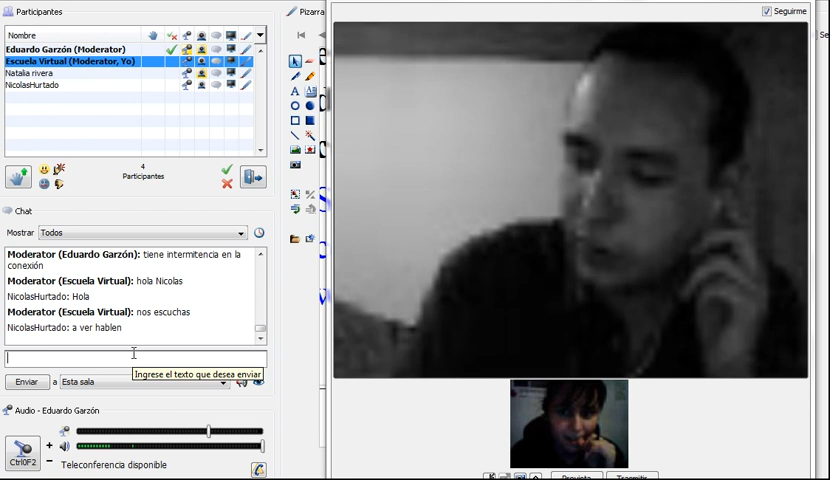 Participantes
Pizarra
Seguirme
Nombre
Eduardo Garzón (Moderator)
Escuela Virtual (Moderator, Yo)
Natalia rivera
NicolasHurtado
4
Participantes
Chat
Mostrar Todos
Moderator (Eduardo Garzón): tiene intermitencia en la
conexión
Moderator (Escuela Virtual): hola Nicolas
NicolasHurtado: Hola
Moderator (Escuela Virtual): nos escuchas
NicolasHurtado: a ver hablen
Ingrese el texto que desea enviar
Enviar a Esta sala
Audio - Eduardo Garzón
Ctrl0F2
Teleconferencia disponible